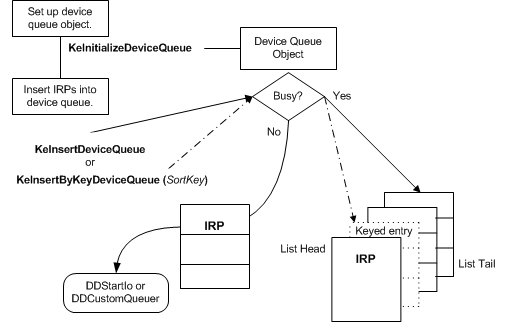 Set up device
queue object.
KeInitializeDeviceQueue
Device Queue
Object
Insert IRPs into
device queue.
Busy?
Yes
No
KeInsertDeviceQueue
or
KeInsertByKeyDeviceQueue (SortKey)
IRP
Keyed entry
List Head
IRP
List Tail
DDStartIo or
DDCustomQueuer